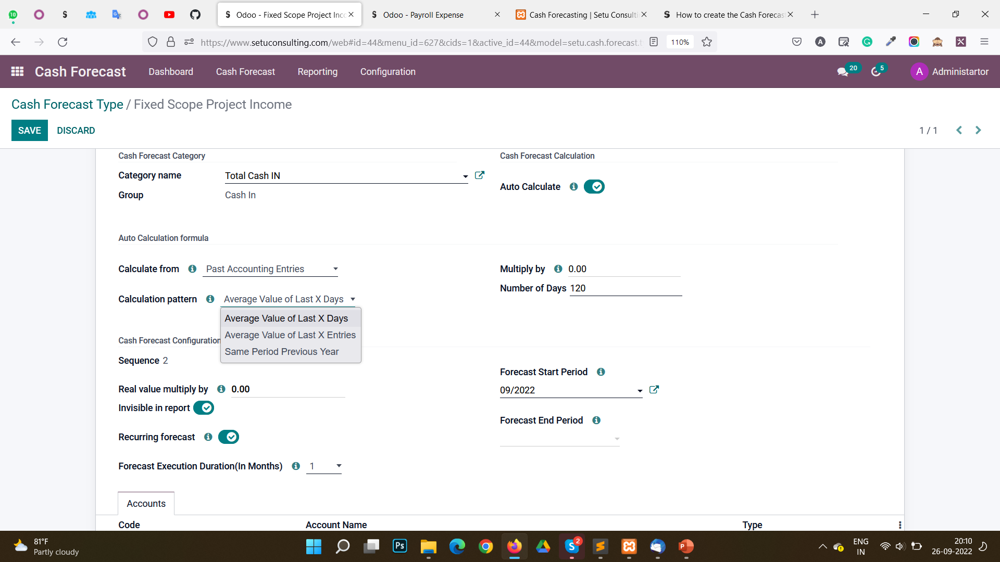 10
Odoo - Fixed Scope Project Inc
Odoo - Payroll Expense
Cash Forecasting | Setu Consulti
How to create the Cash Forecas
https://www.setuconsulting.com/web#id=44&menu_id=627&cids=1&active_id=44&model=setu.cash.forecast.t
110%
Cash Forecast
Dashboard
Cash Forecast
Reporting
Configuration
20
5
A
Administartor
Cash Forecast Type / Fixed Scope Project Income
SAVE
DISCARD
1 / 1
Cash Forecast Category
Cash Forecast Calculation
Category name
Total Cash IN
Auto Calculate
Group
Cash In
Auto Calculation formula
Calculate from
Past Accounting Entries
Multiply by
0.00
Number of Days
120
Calculation pattern
Average Value of Last X Days
Average Value of Last X Days
Average Value of Last X Entries
Same Period Previous Year
Cash Forecast Configuration
Sequence 2
Forecast Start Period
Real value multiply by
0.00
09/2022
Invisible in report
Forecast End Period
Recurring forecast
Forecast Execution Duration(In Months)
1
Accounts
Code
Account Name
Type
81°F
Partly cloudy
Ps
2
ENG
IN
20:10
26-09-2022